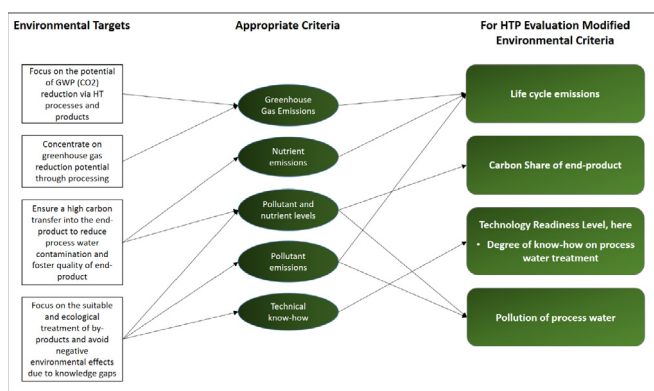 Environmental Targets
Appropriate Criteria
For HTP Evaluation Modified
Environmental Criteria
Focus on the potential
of GWP (CO2)
reduction via HT
processes and
products
Concentrate on
greenhouse gas
reduction potential
through processing
Ensure a high carbon
transfer into the end-
product to reduce
process water
contamination and
foster quality of end-
product
Focus on the suitable
and ecological
treatment of by-
products and avoid
negative
environmental effects
due to knowledge gaps
Greenhouse
Gas Emissions
Nutrient
emissions
Pollutant and
nutrient levels
Pollutant
emissions
Technical
know-how
Life cycle emissions
Carbon Share of end-product
Technology Readiness Level, here
• Degree of know-how on process
water treatment
Pollution of process water